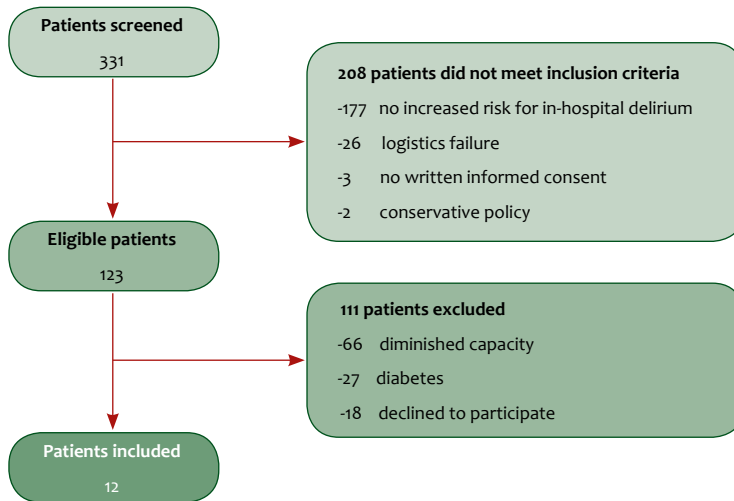 Patients screened
331
208 patients did not meet inclusion criteria
-177 no increased risk for in-hospital delirium
-26 logistics failure
-3 no written informed consent
-2 conservative policy
Eligible patients
123
111 patients excluded
-66 diminished capacity
-27 diabetes
-18 declined to participate
Patients included
12